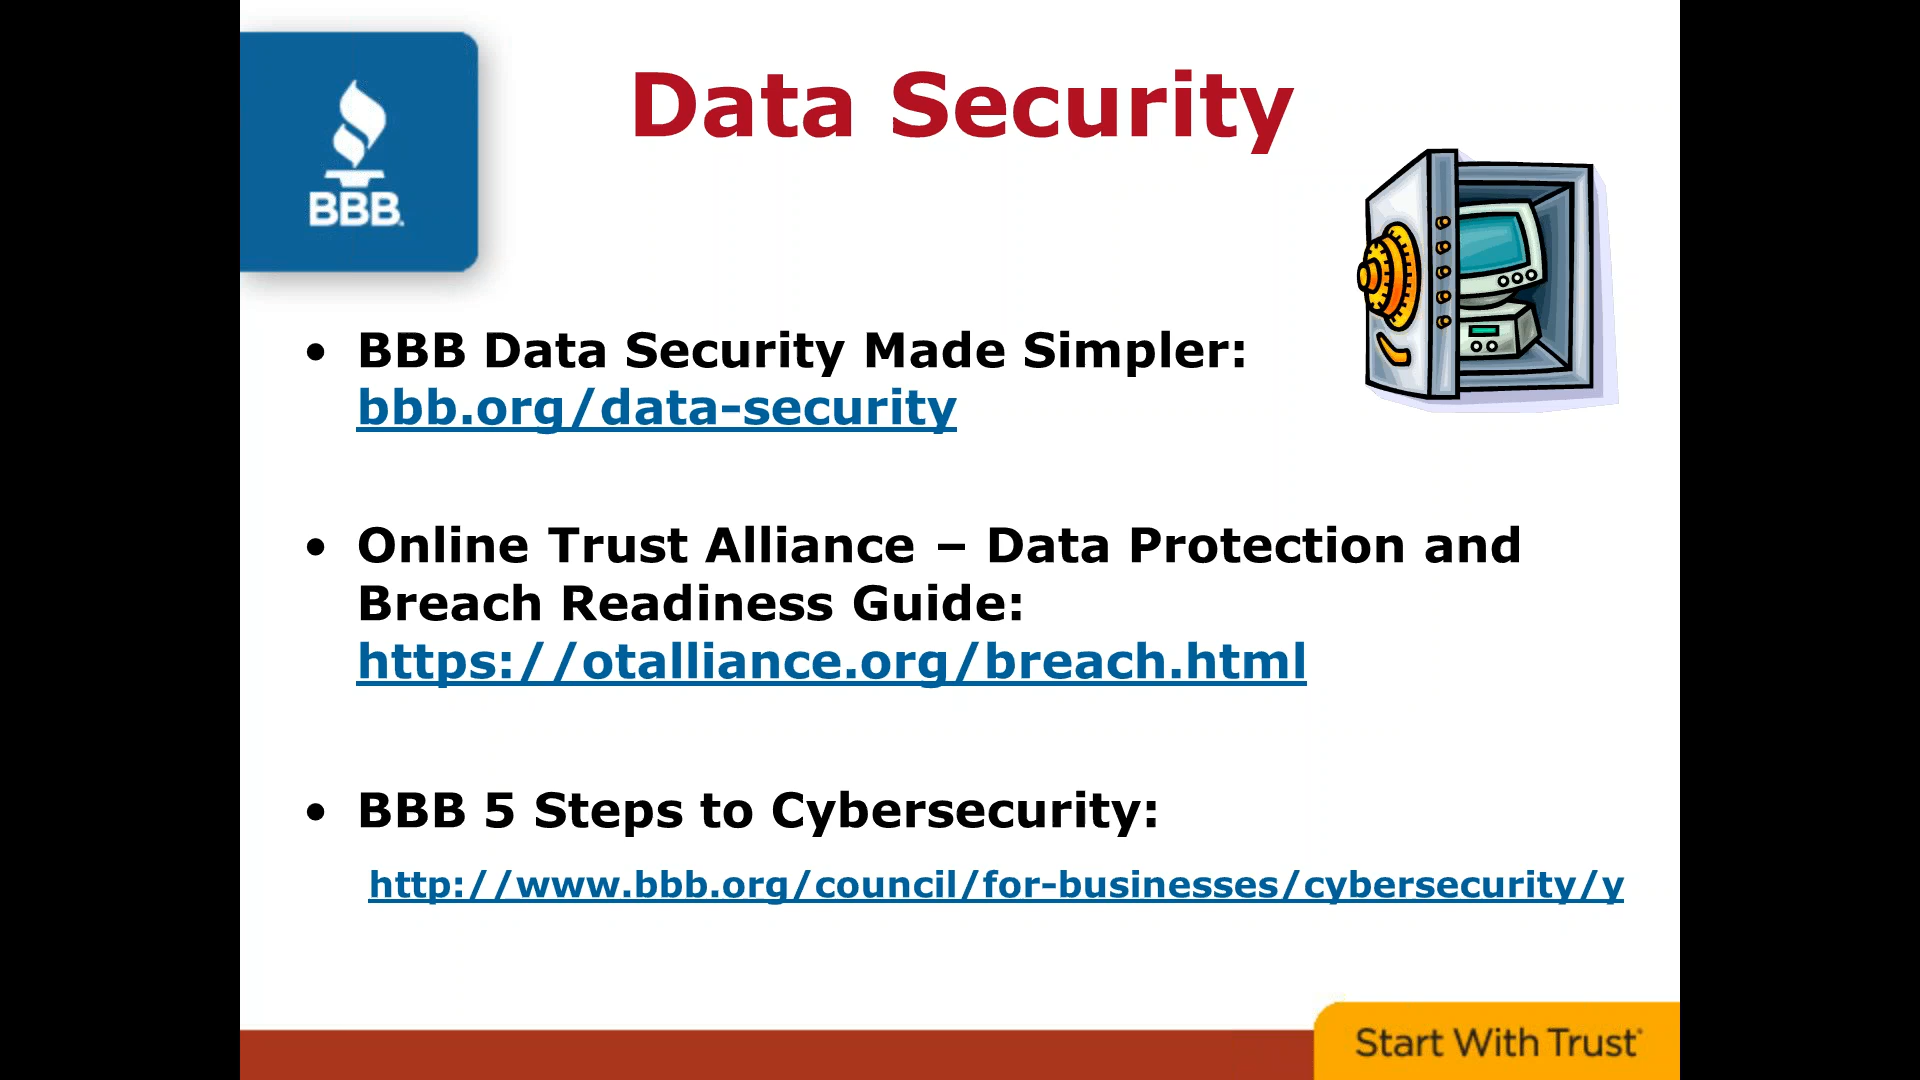 BBB.
Data Security
• BBB Data Security Made Simpler:
bbb.org/data-security
• Online Trust Alliance – Data Protection and
Breach Readiness Guide:
https://otalliance.org/breach.html
• BBB 5 Steps to Cybersecurity:
http://www.bbb.org/council/for-businesses/cybersecurity/y
Start With Trust